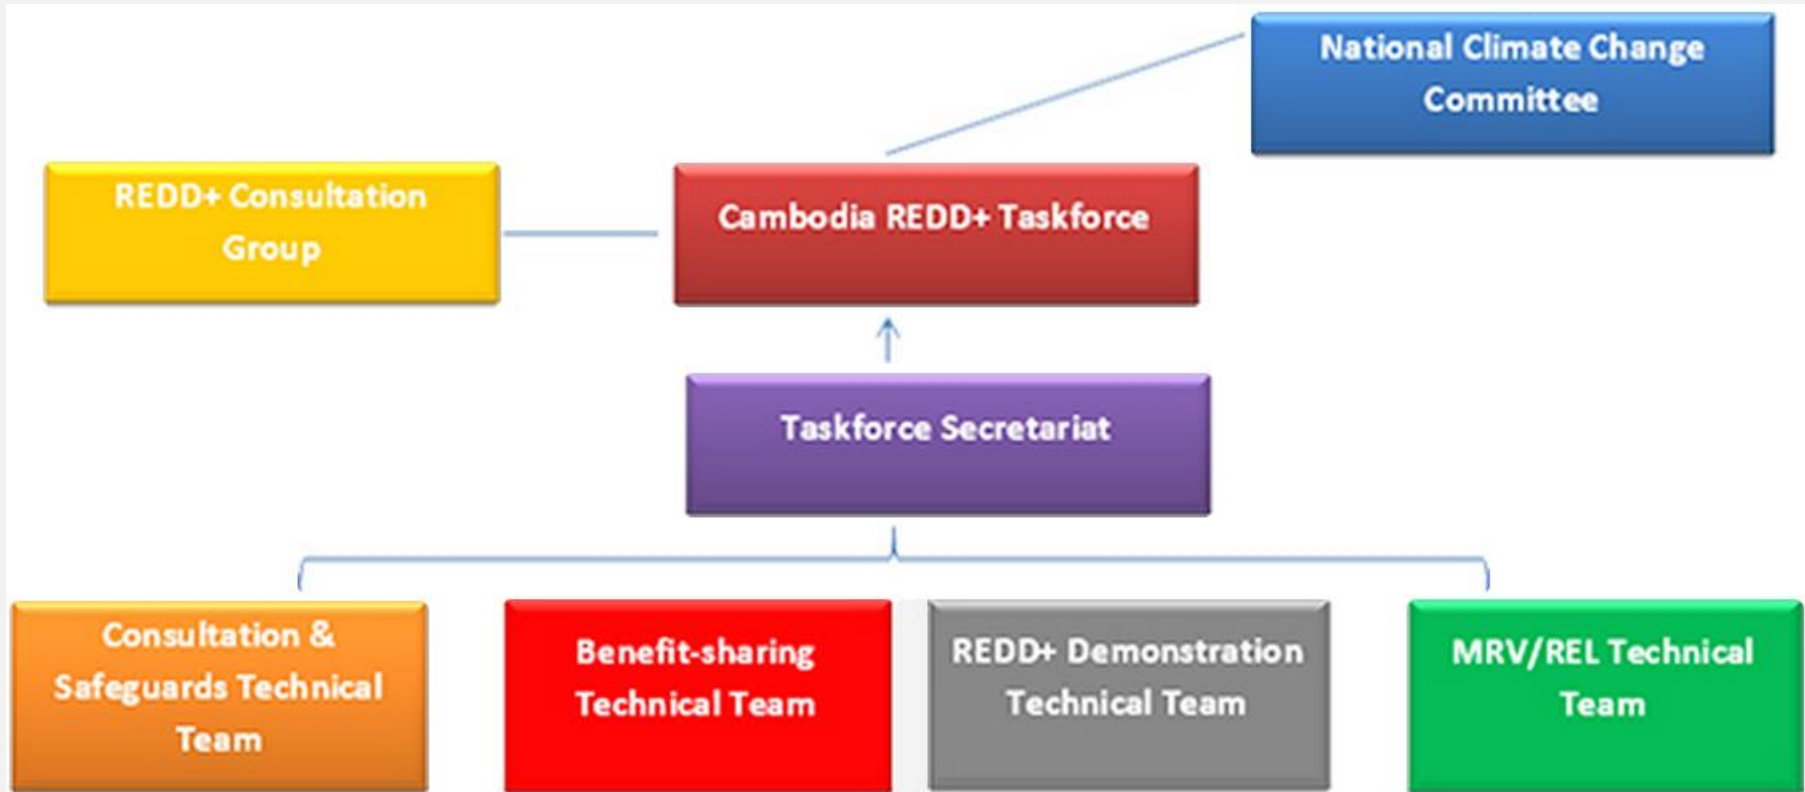 National Climate Change
Committee
REDD+ Consultation
Group
Cambodia REDD+ Taskforce
Taskforce Secretariat
Consultation &
Safeguards Technical
Team
Benefit-sharing
Technical Team
REDD+ Demonstration
Technical Team
MRV/REL Technical
Team